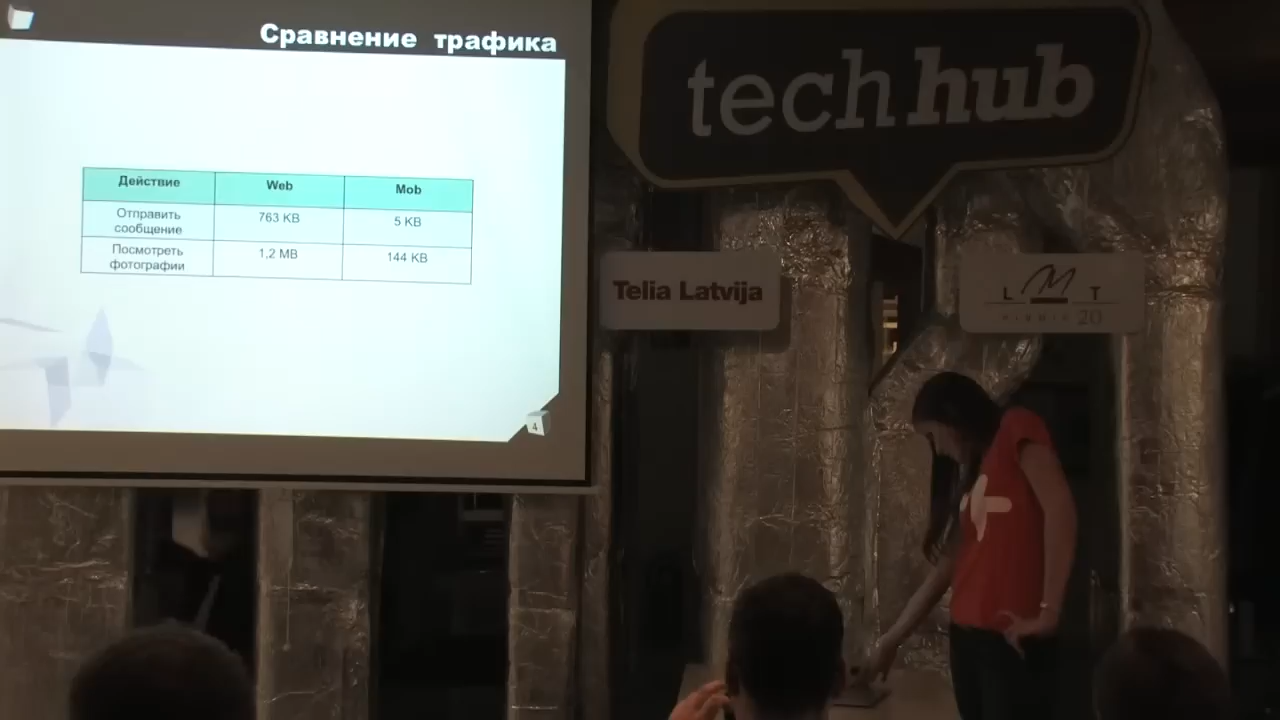 Сравнение трафика
Действие Web Mob
Отправить 763 KB 5 KB
сообщение
Посмотреть 1,2 MB 144 KB
фотографии
4
tech hub
Telia Latvija
L M T
20